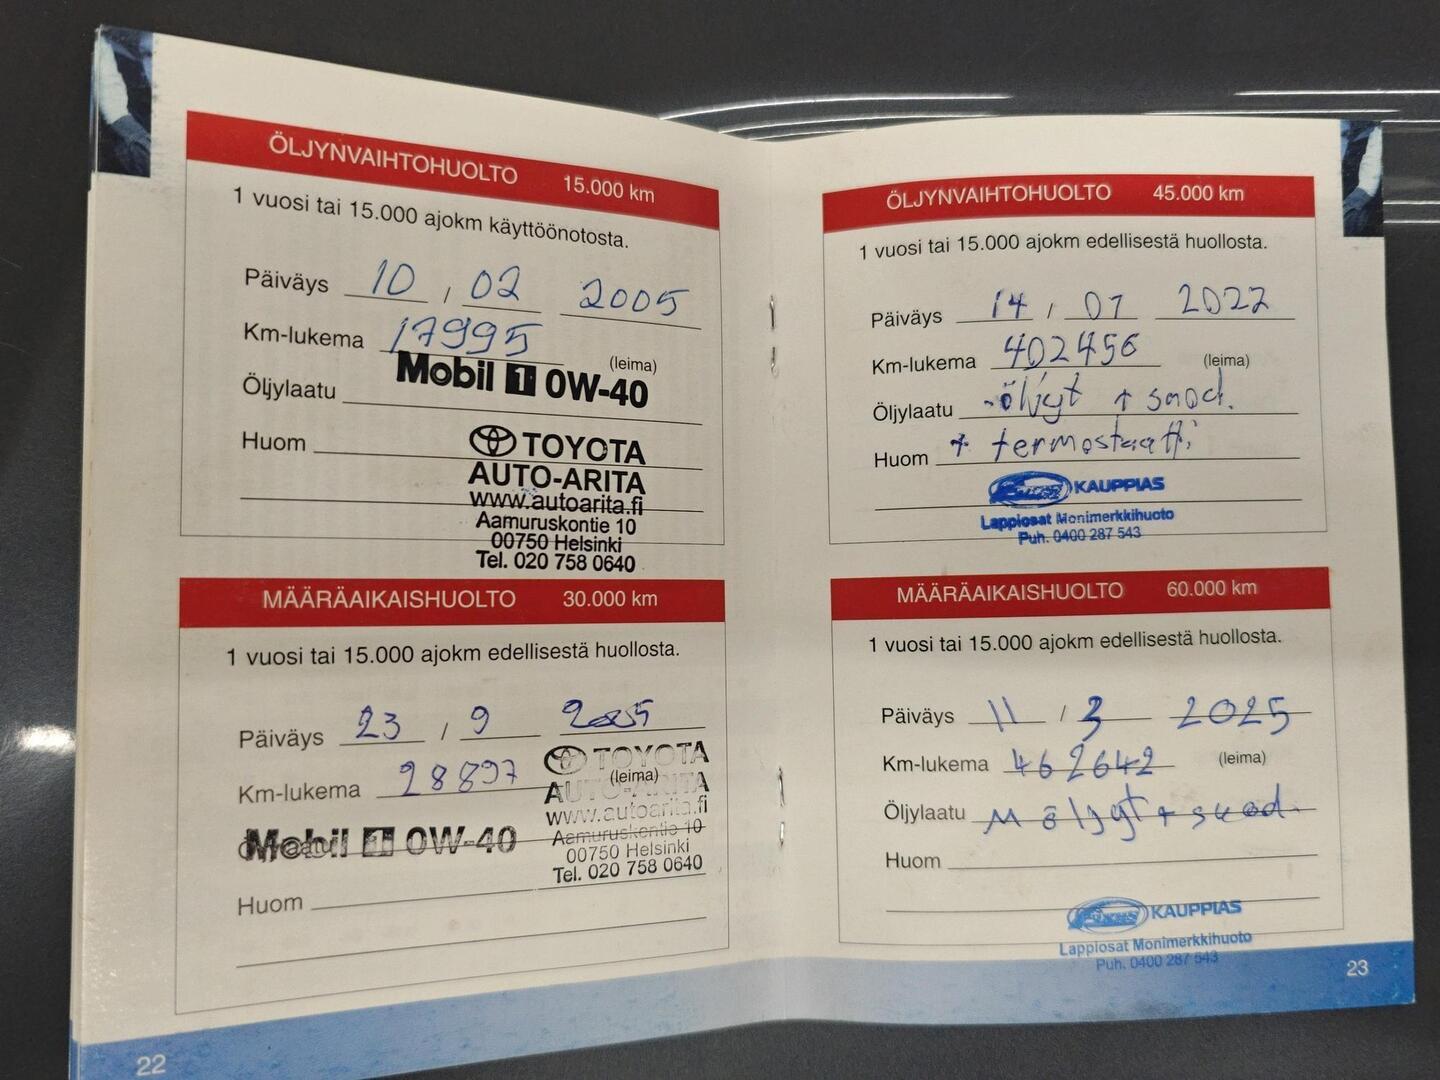 ÖLJYNVAIHTOHUOLTO 15.000 km
1 vuosi tai 15.000 ajokm käyttöönotosta.
Päiväys 10 / 02 2005
Km-lukema 17995
(leima)
Mobil 1 0W-40
Öljylaatu
TOYOTA
Huom
AUTO-ARITA
www.autoarita.fi
Aamuruskontie 10
00750 Helsinki
Tel. 020 758 0640
MÄÄRÄAIKAISHUOLTO 30.000 km
1 vuosi tai 15.000 ajokm edellisestä huollosta.
Päiväys 23 / 9 2005
TOYOTA
Km-lukema 28897 (leima)
AUTO-ARITA
www.autoarita.fi
Mobil 1 0W-40
Aamuruskontie 10
00750 Helsinki
Tel. 020 758 0640
Huom
22
ÖLJYNVAIHTOHUOLTO 45.000 km
1 vuosi tai 15.000 ajokm edellisestä huollosta.
Päiväys 14 / 07 2022
Km-lukema 402456 (leima)
Öljylaatu -öljyt + suod.
Huom + termostaatti
KAUPPIAS
Lappiosat Monimerkkihuoto
Puh. 0400 287 543
MÄÄRÄAIKAISHUOLTO 60.000 km
1 vuosi tai 15.000 ajokm edellisestä huollosta.
Päiväys 11 / 3 2025
Km-lukema 462642 (leima)
Öljylaatu M öljyt + suod.
Huom
KAUPPIAS
Lappiosat Monimerkkihuoto
Puh. 0400 287 543
23